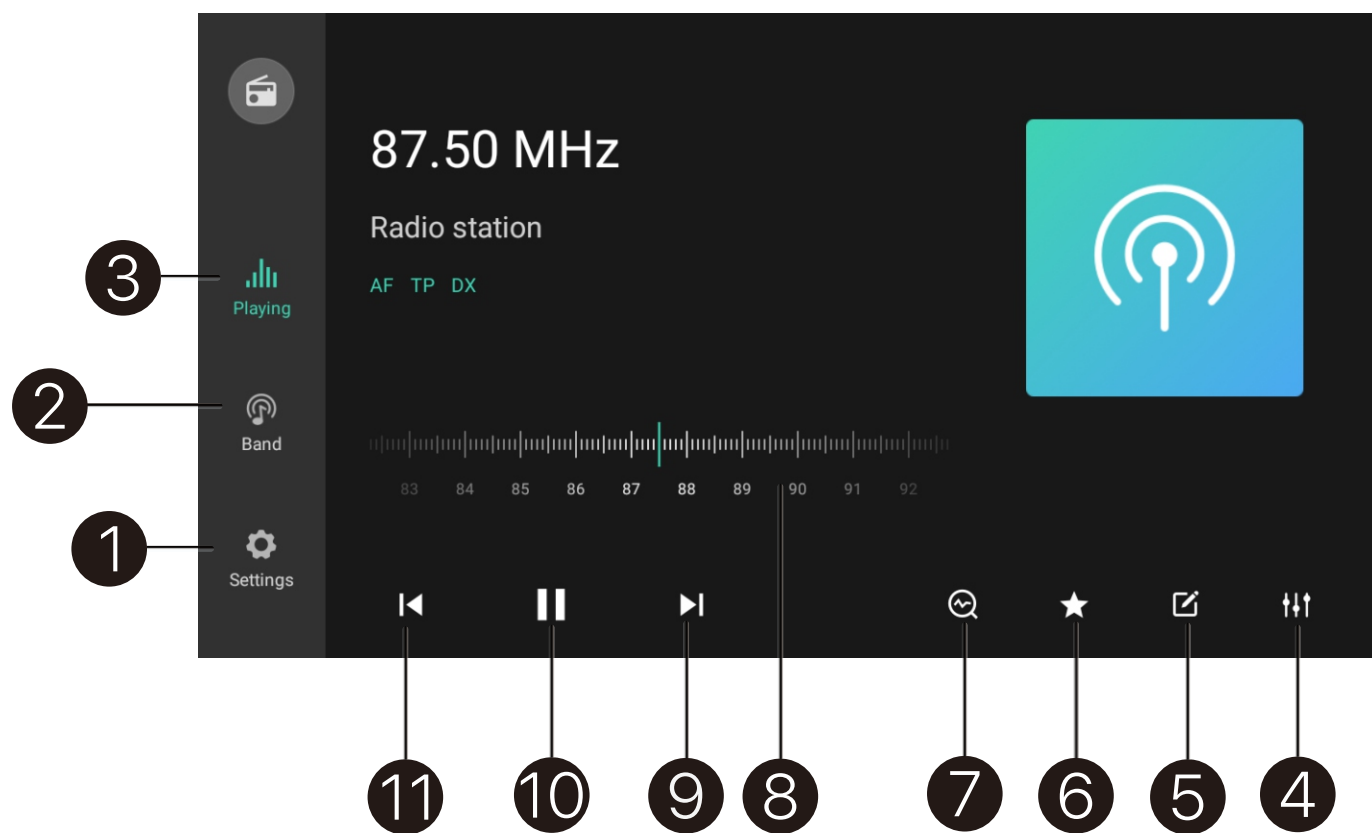 87.50 MHz
Radio station
AF TP DX
3
Playing
2
Band
83 84 85 86 87 88 89 90 91 92
1
Settings
11 10 9 8 7 6 5 4